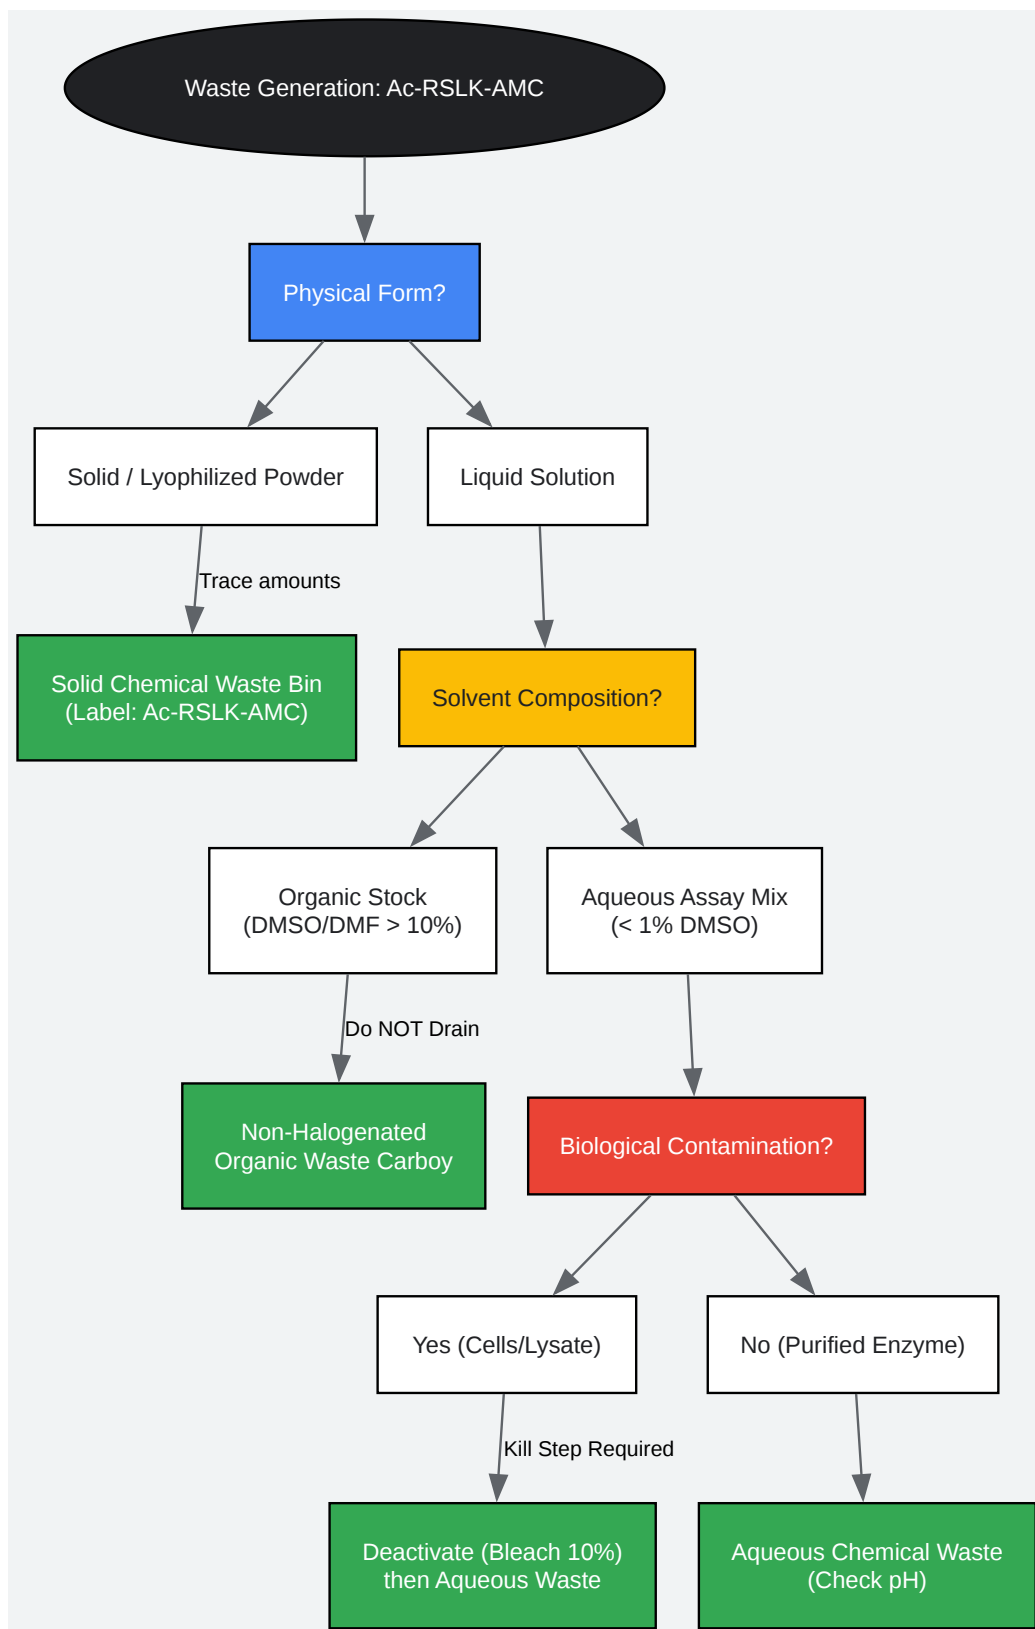 Waste Generation: Ac-RSLK-AMC
Physical Form?
Solid / Lyophilized Powder
Liquid Solution
Trace amounts
Solid Chemical Waste Bin
(Label: Ac-RSLK-AMC)
Solvent Composition?
Organic Stock
(DMSO/DMF > 10%)
Aqueous Assay Mix
(< 1% DMSO)
Do NOT Drain
Non-Halogenated
Organic Waste Carboy
Biological Contamination?
Yes (Cells/Lysate)
No (Purified Enzyme)
Kill Step Required
Deactivate (Bleach 10%)
then Aqueous Waste
Aqueous Chemical Waste
(Check pH)